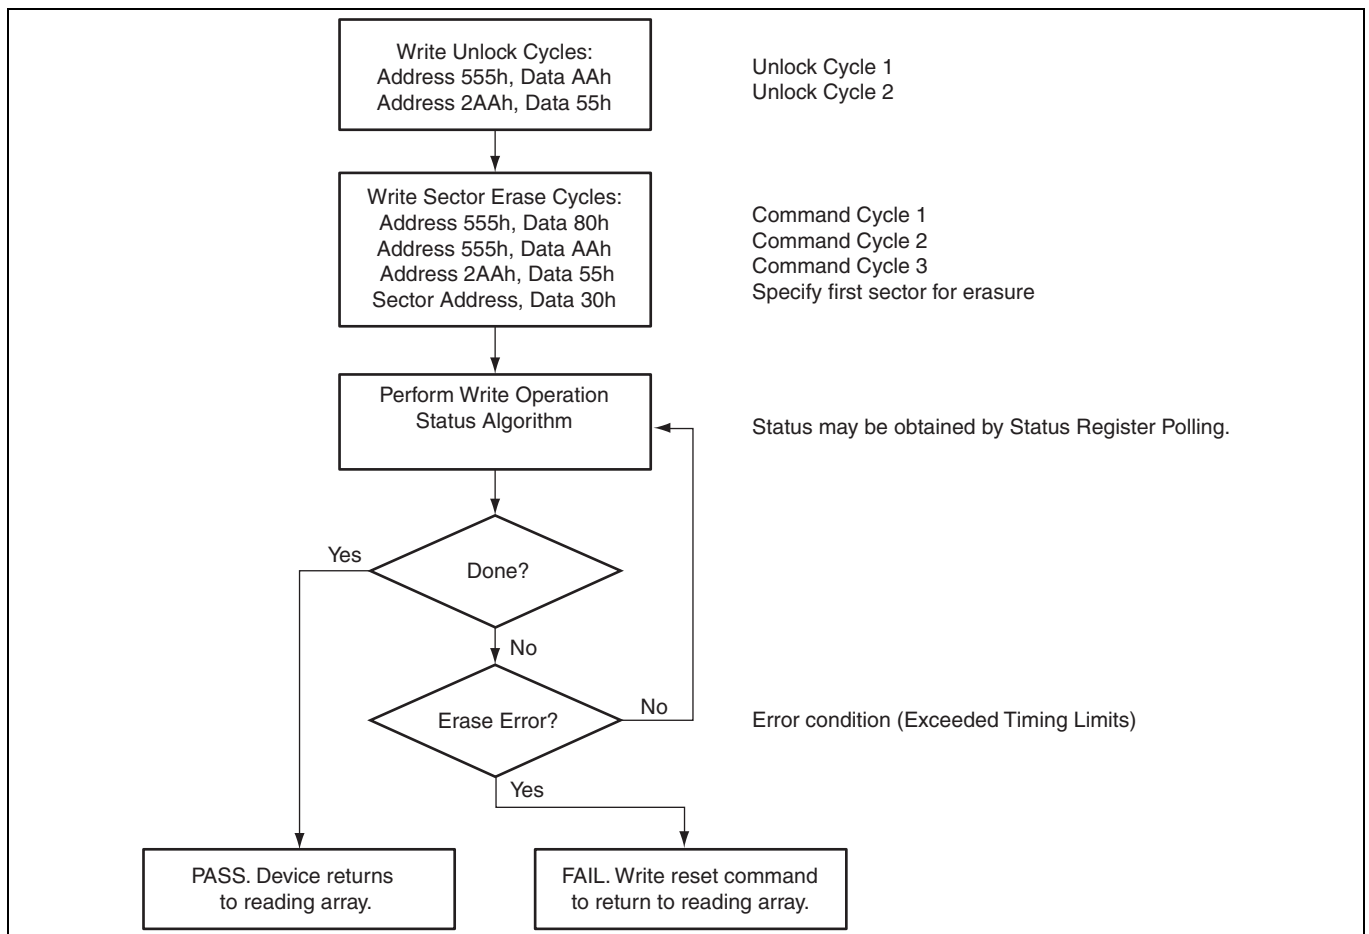 Write Unlock Cycles:
Address 555h, Data AAh
Address 2AAh, Data 55h
Unlock Cycle 1
Unlock Cycle 2
Write Sector Erase Cycles:
Address 555h, Data 80h
Address 555h, Data AAh
Address 2AAh, Data 55h
Sector Address, Data 30h
Command Cycle 1
Command Cycle 2
Command Cycle 3
Specify first sector for erasure
Perform Write Operation
Status Algorithm
Status may be obtained by Status Register Polling.
Yes
Done?
No
Erase Error?
No
Error condition (Exceeded Timing Limits)
Yes
PASS. Device returns
to reading array.
FAIL. Write reset command
to return to reading array.